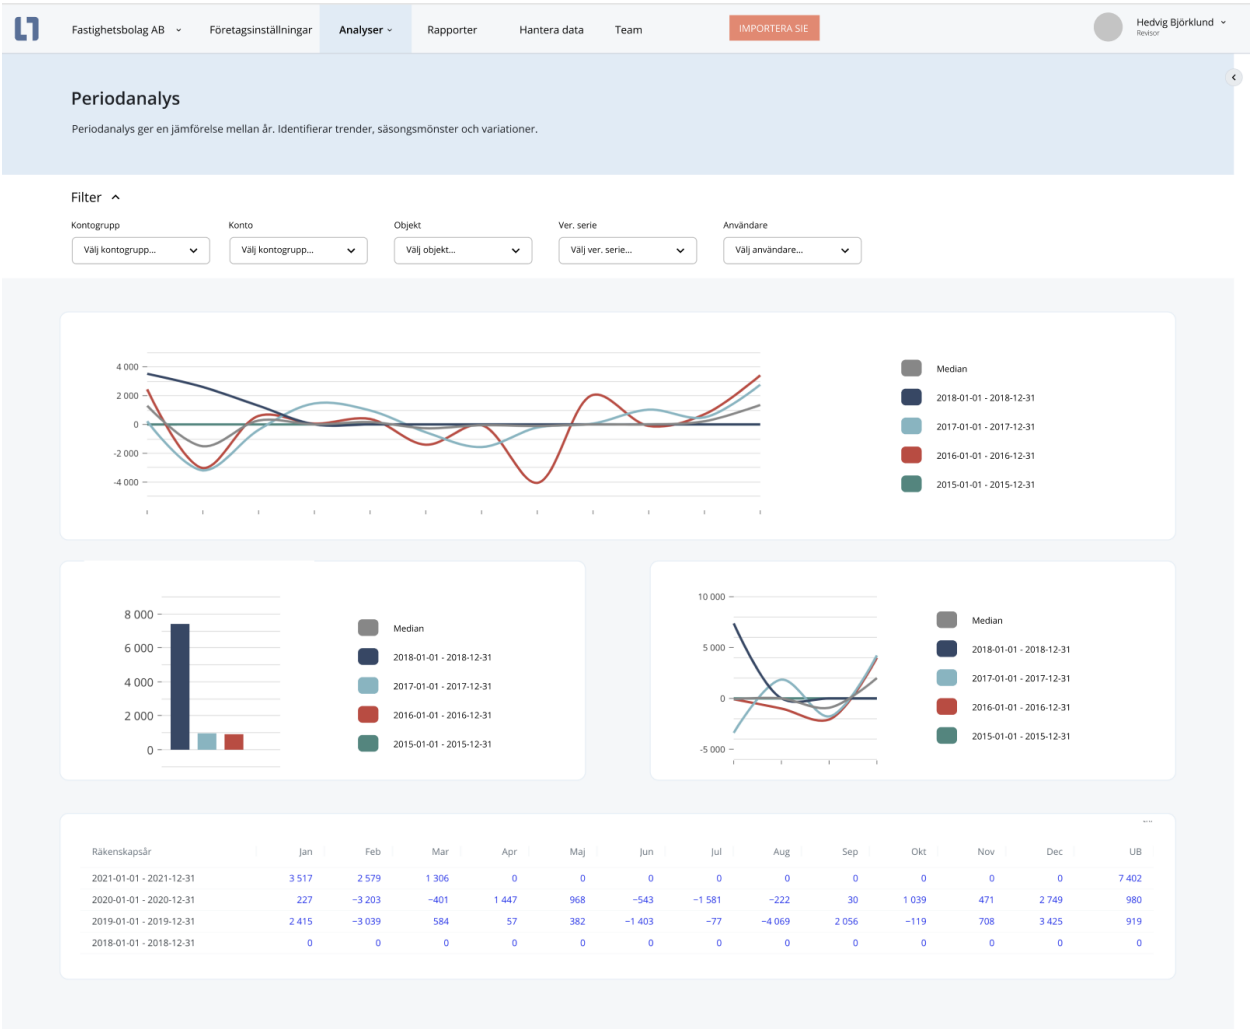 Fastighetsbolag AB Företagsinställningar Analyser Rapporter Hantera data Team IMPORTERA SIE Hedvig Björklund
Revisor
Periodanalys
Periodanalys ger en jämförelse mellan år. Identifierar trender, säsongsmönster och variationer.
Filter
Kontogrupp Konto Objekt Ver. serie Användare
Välj kontogrupp... Välj kontogrupp... Välj objekt... Välj ver. serie... Välj användare...
4 000
2 000
0
-2 000
-4 000
Median
2018-01-01 - 2018-12-31
2017-01-01 - 2017-12-31
2016-01-01 - 2016-12-31
2015-01-01 - 2015-12-31
8 000
6 000
4 000
2 000
0
Median
2018-01-01 - 2018-12-31
2017-01-01 - 2017-12-31
2016-01-01 - 2016-12-31
2015-01-01 - 2015-12-31
10 000
5 000
0
-5 000
Median
2018-01-01 - 2018-12-31
2017-01-01 - 2017-12-31
2016-01-01 - 2016-12-31
2015-01-01 - 2015-12-31
Räkenskapsår Jan Feb Mar Apr Maj Jun Jul Aug Sep Okt Nov Dec UB
2021-01-01 - 2021-12-31 3 517 2 579 1 306 0 0 0 0 0 0 0 0 0 7 402
2020-01-01 - 2020-12-31 227 −3 203 −401 1 447 968 −543 −1 581 −222 30 1 039 471 2 749 980
2019-01-01 - 2019-12-31 2 415 −3 039 584 57 382 −1 403 −77 −4 069 2 056 −119 708 3 425 919
2018-01-01 - 2018-12-31 0 0 0 0 0 0 0 0 0 0 0 0 0